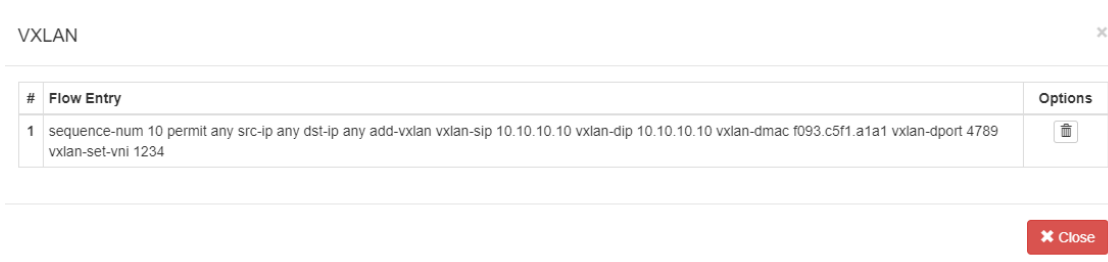 VXLAN
×
# Flow Entry Options
1 sequence-num 10 permit any src-ip any dst-ip any add-vxlan vxlan-sip 10.10.10.10 vxlan-dip 10.10.10.10 vxlan-dmac f093.c5f1.a1a1 vxlan-dport 4789
vxlan-set-vni 1234
✖ Close